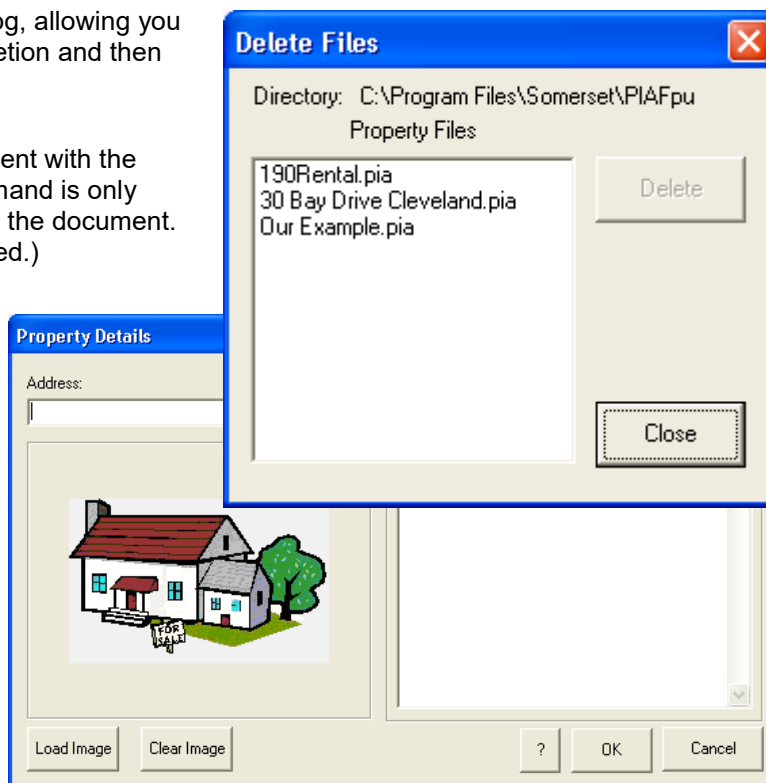 og, allowing you
etion and then
ent with the
mand is only
the document.
ed.)
Delete Files
Directory: C:\Program Files\Somerset\PIAFpu
Property Files
190Rental.pia
30 Bay Drive Cleveland.pia
Our Example.pia
Delete
Close
Property Details
Address:
FOR SALE
Load Image
Clear Image
?
OK
Cancel